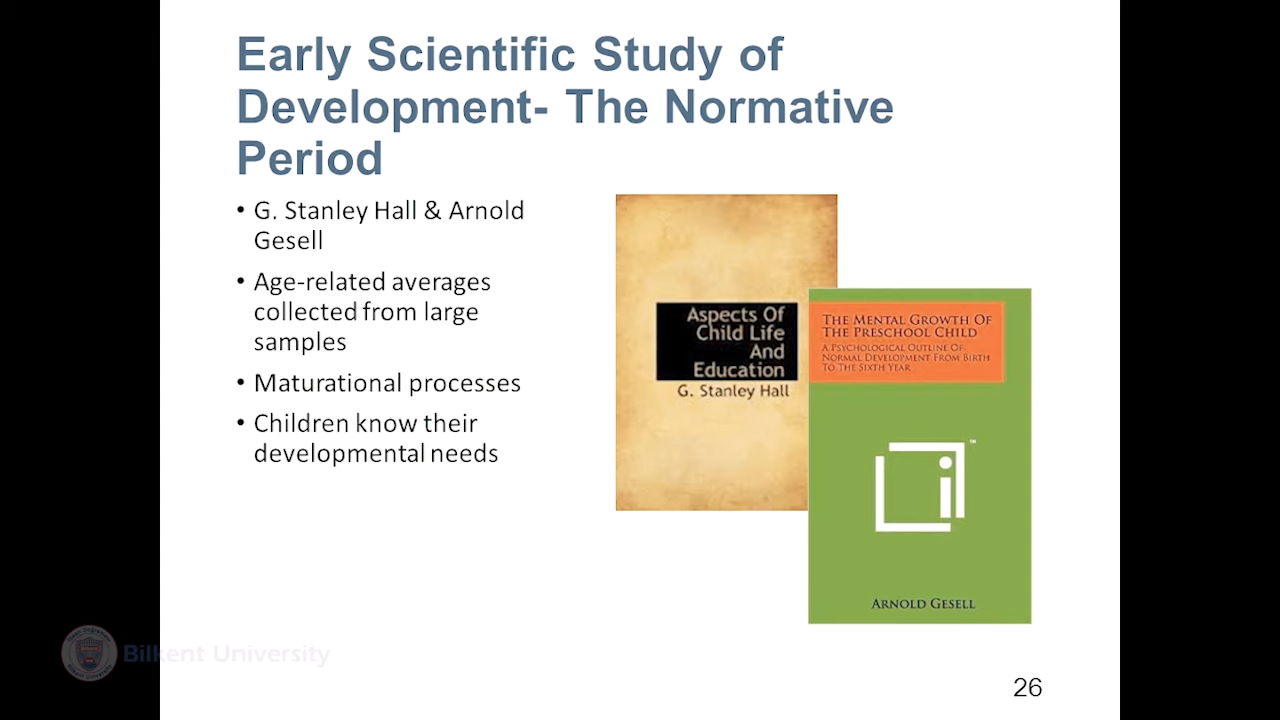 Early Scientific Study of
Development- The Normative
Period
• G. Stanley Hall & Arnold
Gesell
• Age-related averages
collected from large
samples
• Maturational processes
• Children know their
developmental needs
Aspects Of
Child Life
And
Education
G. Stanley Hall
THE MENTAL GROWTH OF
THE PRESCHOOL CHILD
A PSYCHOLOGICAL OUTLINE OF
NORMAL DEVELOPMENT FROM BIRTH
TO THE SIXTH YEAR
™
ARNOLD GESELL
Bilkent University
26